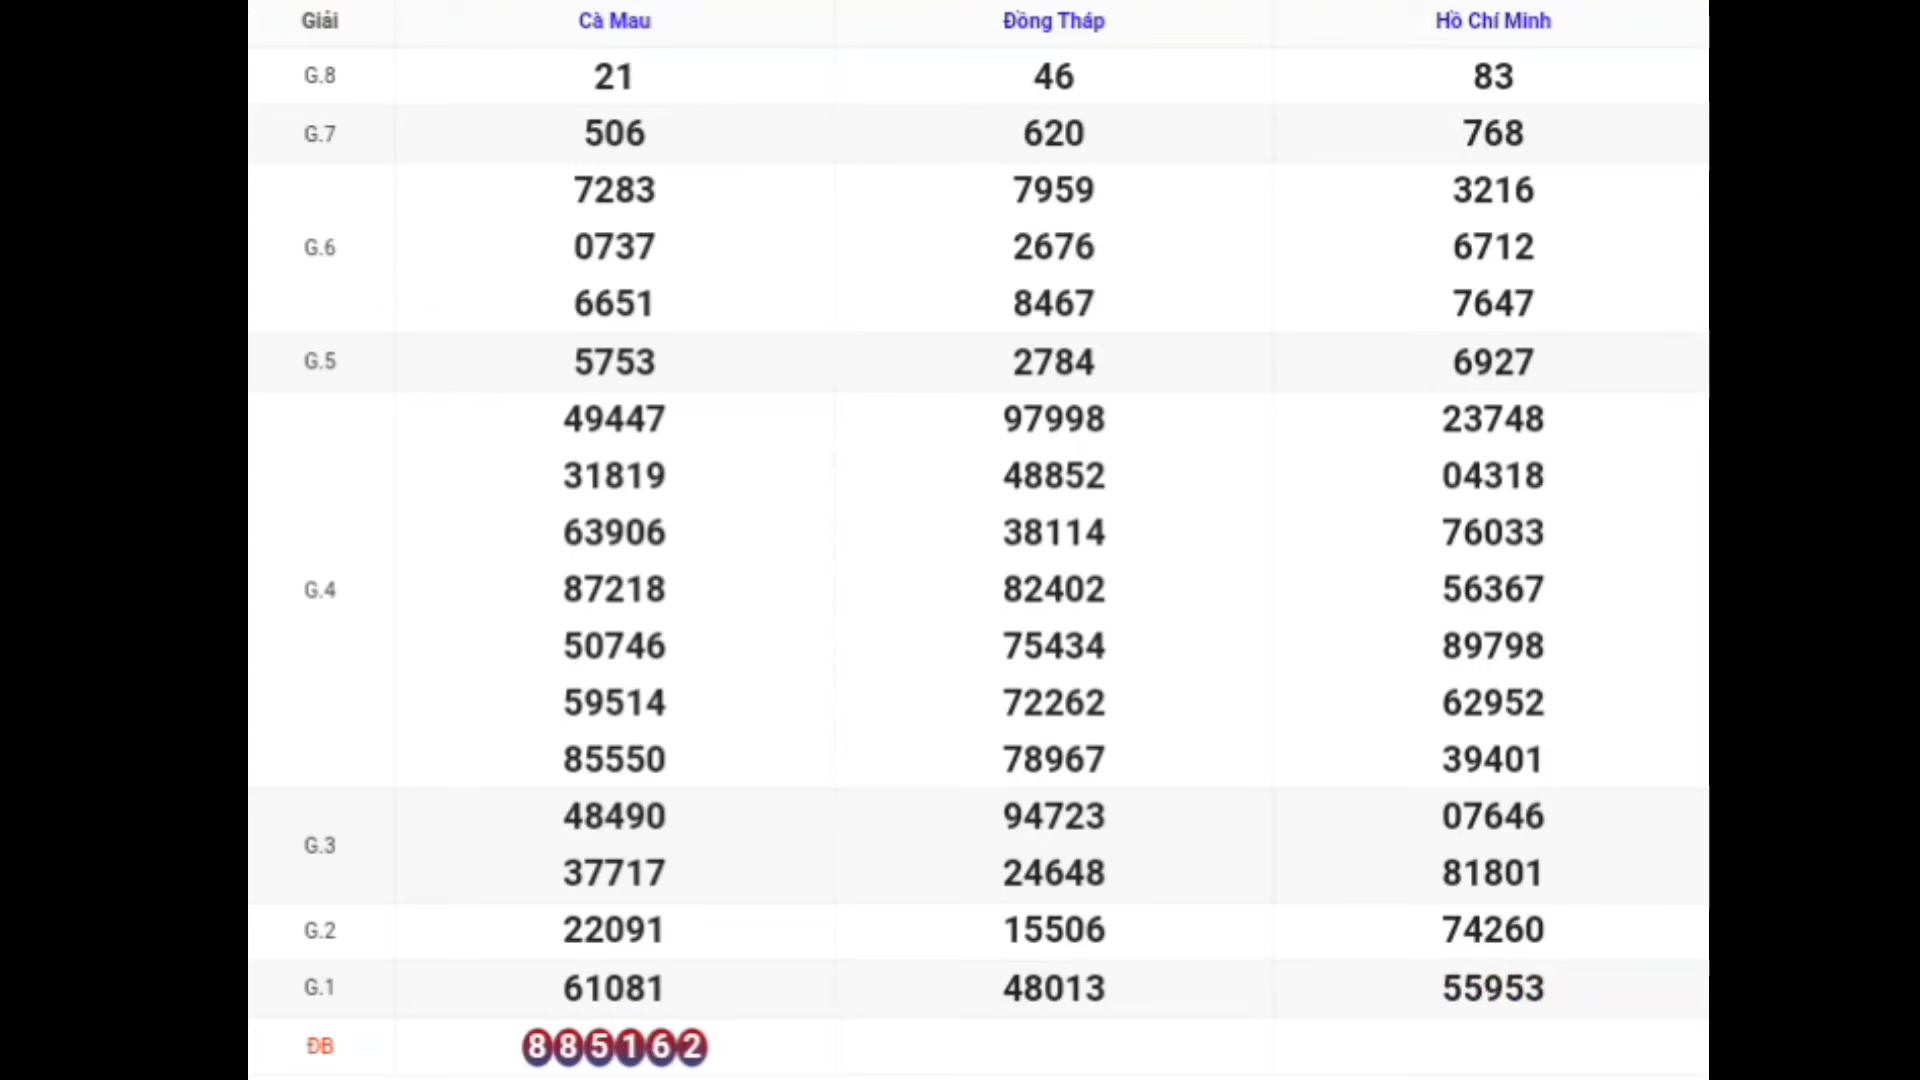 Giải Cà Mau Đồng Tháp Hồ Chí Minh
G.8 21 46 83
G.7 506 620 768
7283 7959 3216
G.6 0737 2676 6712
6651 8467 7647
G.5 5753 2784 6927
49447 97998 23748
31819 48852 04318
63906 38114 76033
G.4 87218 82402 56367
50746 75434 89798
59514 72262 62952
85550 78967 39401
G.3 48490 94723 07646
37717 24648 81801
G.2 22091 15506 74260
G.1 61081 48013 55953
ĐB 885162